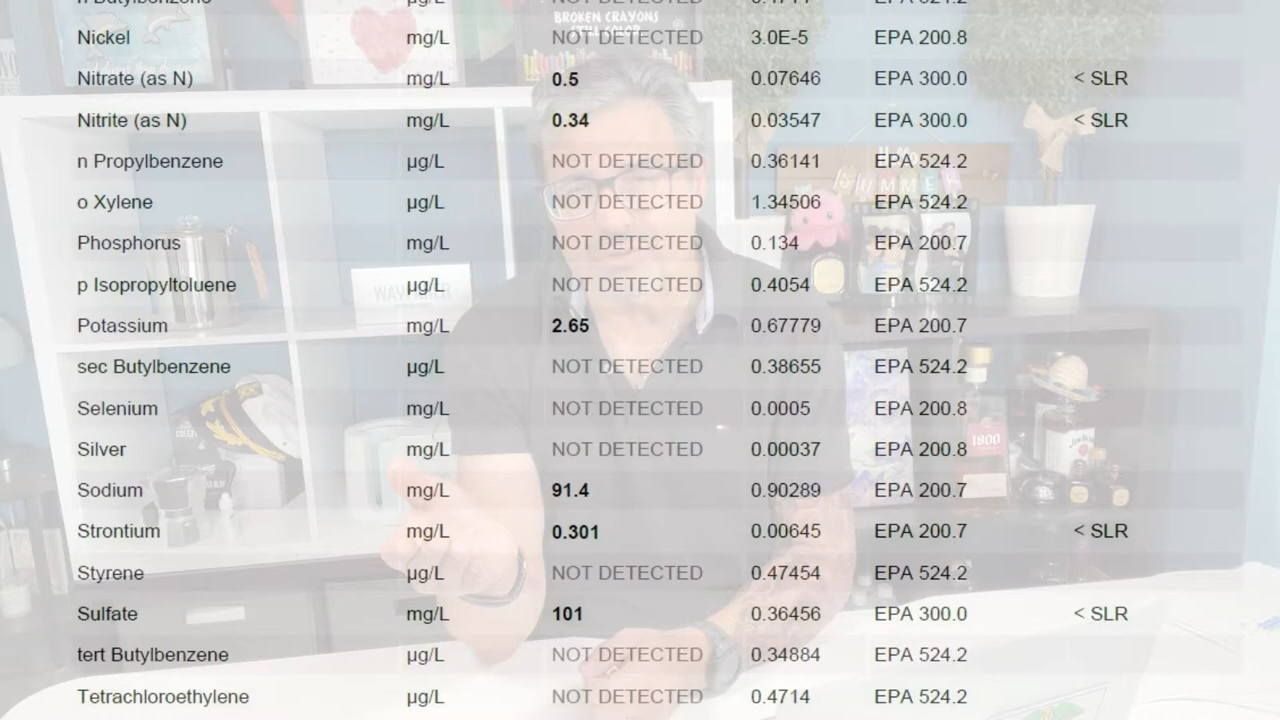 n Butylbenzene µg/L NOT DETECTED 0.4714 EPA 524.2
BROKEN CRAYONS
STILL COLOR
Nickel mg/L NOT DETECTED 3.0E-5 EPA 200.8
Nitrate (as N) mg/L 0.5 0.07646 EPA 300.0 < SLR
Nitrite (as N) mg/L 0.34 0.03547 EPA 300.0 < SLR
n Propylbenzene µg/L NOT DETECTED 0.36141 EPA 524.2
SUMMER
o Xylene µg/L NOT DETECTED 1.34506 EPA 524.2
Phosphorus mg/L NOT DETECTED 0.134 EPA 200.7
p Isopropyltoluene µg/L NOT DETECTED 0.4054 EPA 524.2
WAYFARER
Potassium mg/L 2.65 0.67779 EPA 200.7
sec Butylbenzene µg/L NOT DETECTED 0.38655 EPA 524.2
Selenium mg/L NOT DETECTED 0.0005 EPA 200.8
1800
Silver mg/L NOT DETECTED 0.00037 EPA 200.8
Sodium mg/L 91.4 0.90289 EPA 200.7
Strontium mg/L 0.301 0.00645 EPA 200.7 < SLR
Styrene µg/L NOT DETECTED 0.47454 EPA 524.2
Sulfate mg/L 101 0.36456 EPA 300.0 < SLR
tert Butylbenzene µg/L NOT DETECTED 0.34884 EPA 524.2
Tetrachloroethylene µg/L NOT DETECTED 0.4714 EPA 524.2